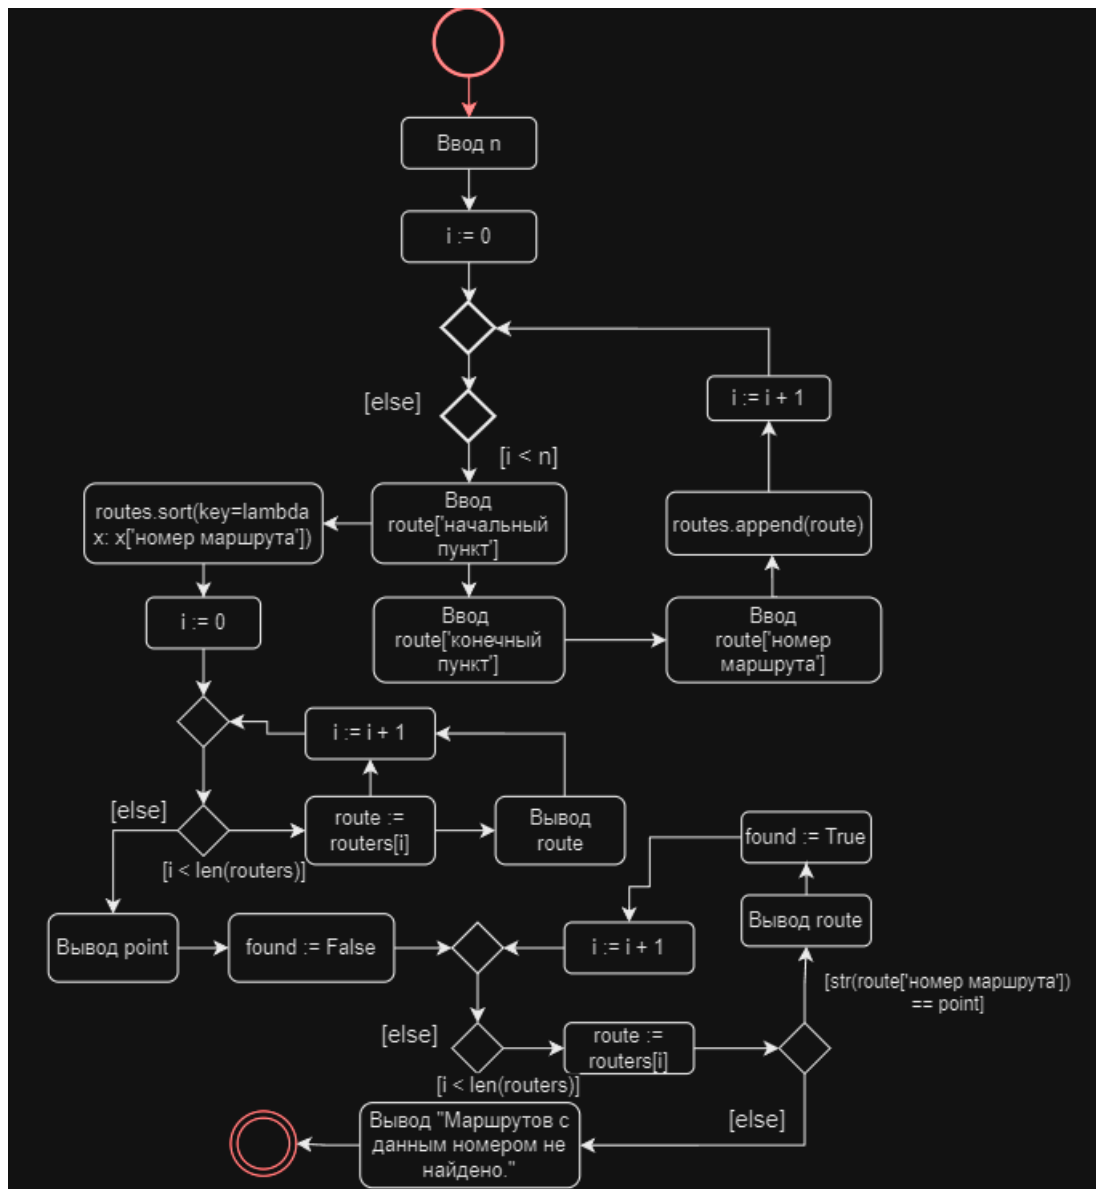 Ввод n
i := 0
[else]
i := i + 1
[i < n]
routes.sort(key=lambda
x: x['номер маршрута'])
Ввод
route['начальный
пункт']
routes.append(route)
i := 0
Ввод
route['конечный
пункт']
Ввод
route['номер
маршрута']
i := i + 1
[else]
[i < len(routers)]
route :=
routers[i]
Вывод
route
found := True
Вывод point
found := False
i := i + 1
Вывод route
[str(route['номер маршрута'])
== point]
[else]
[i < len(routers)]
route :=
routers[i]
[else]
Вывод "Маршрутов с
данным номером не
найдено."